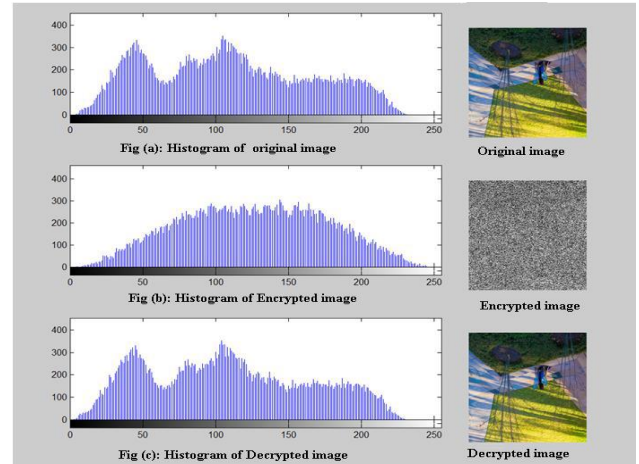 400
300
200
100
0
0 50 100 150 200 250
Fig (a): Histogram of original image
Original image
400
300
200
100
0
0 50 100 150 200 250
Fig (b): Histogram of Encrypted image
Encrypted image
400
300
200
100
0
0 50 100 150 200 250
Fig (c): Histogram of Decrypted image
Decrypted image